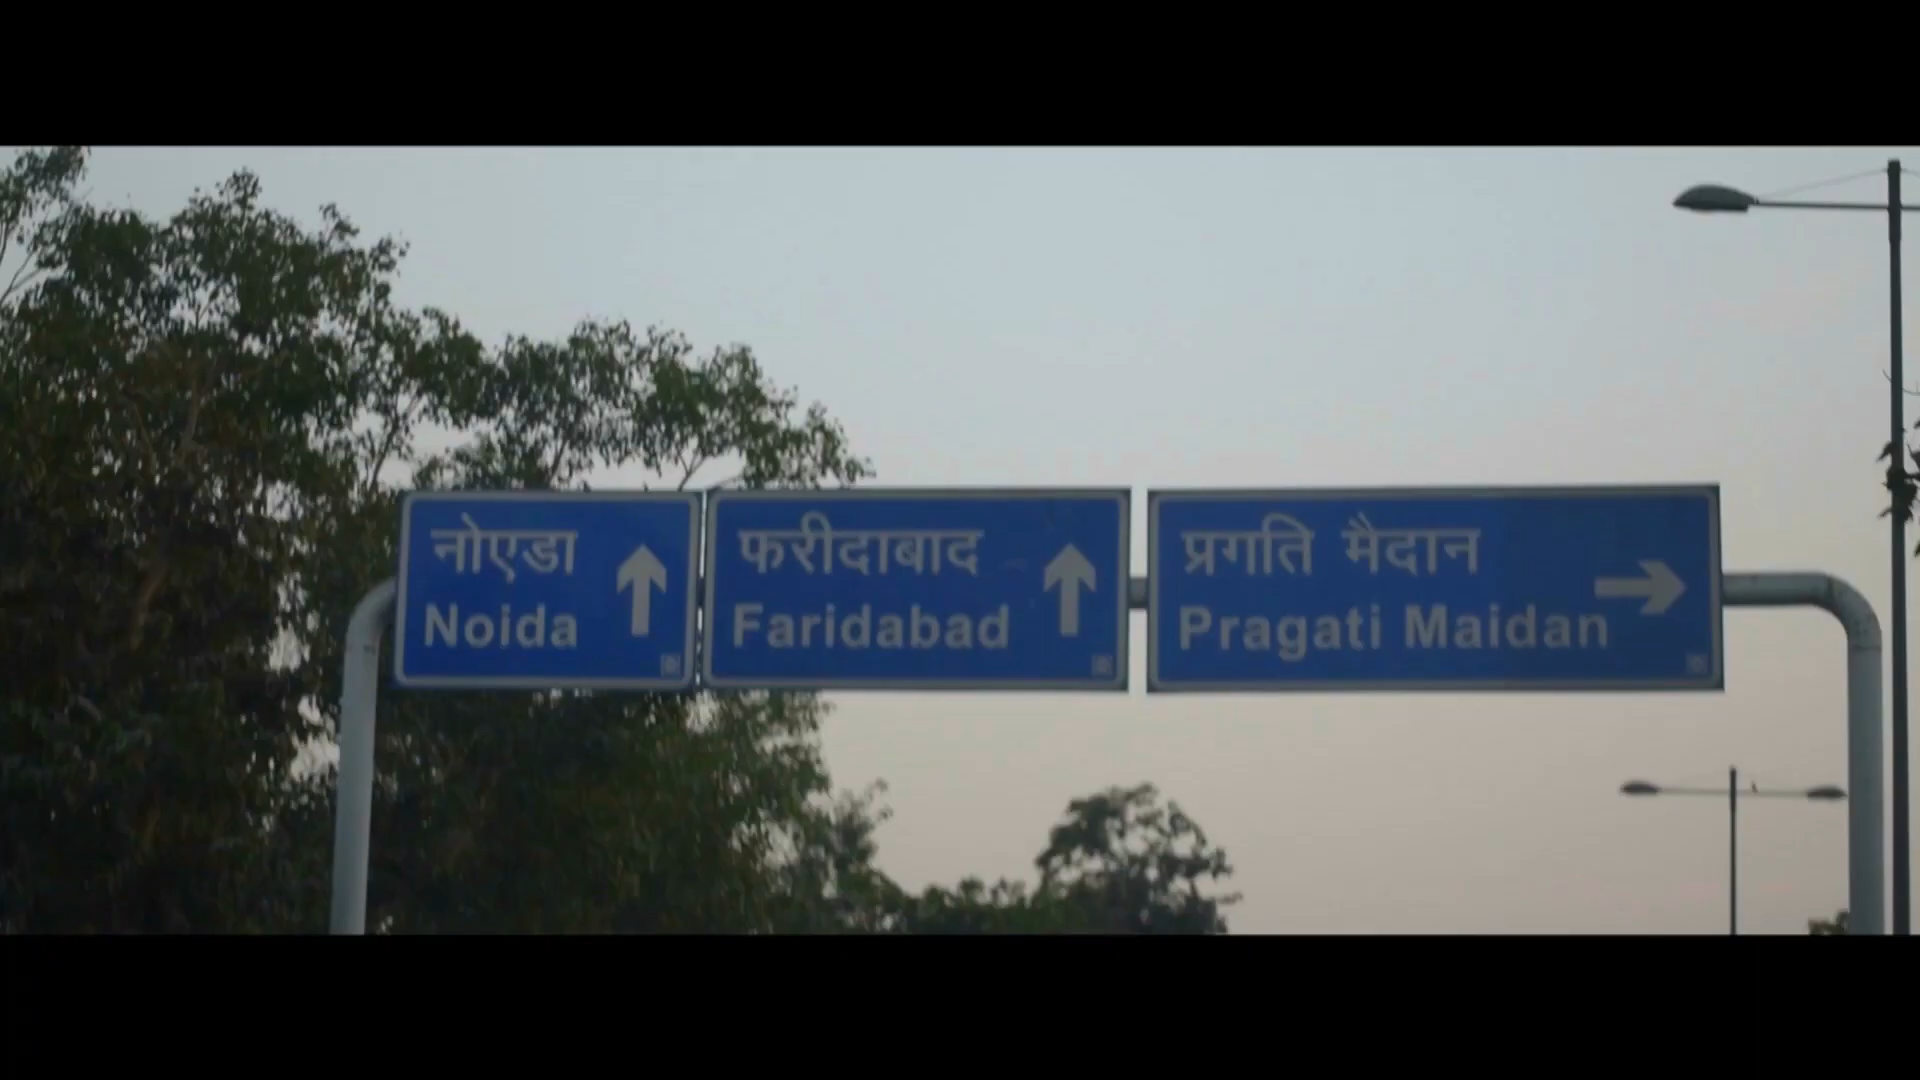 नोएडा
Noida
फरीदाबाद
Faridabad
प्रगति मैदान
Pragati Maidan